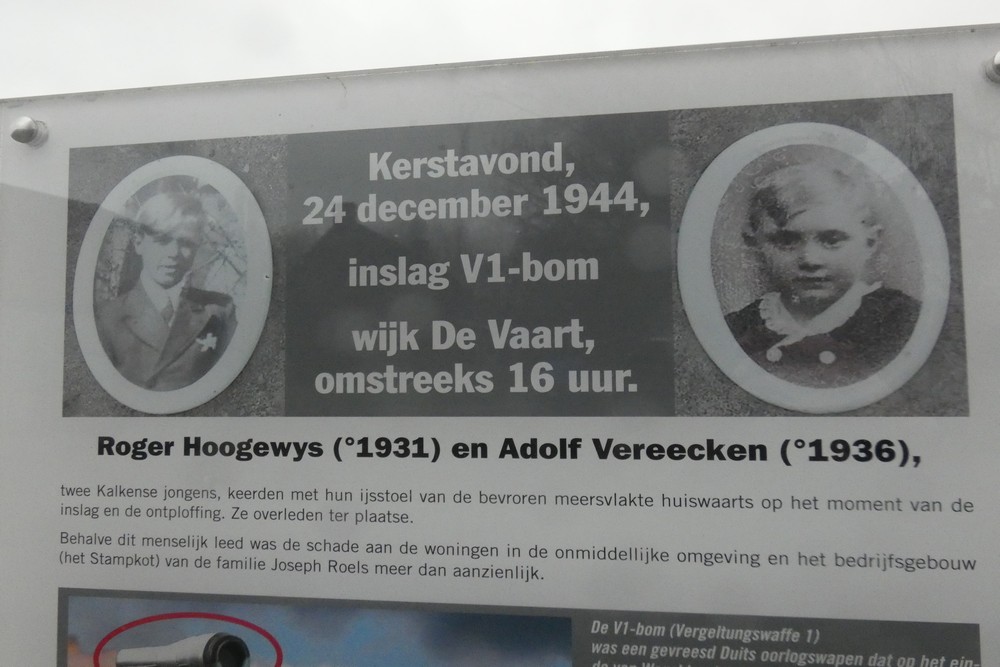 Kerstavond,
24 december 1944,
inslag V1-bom
wijk De Vaart,
omstreeks 16 uur.
Roger Hoogewys (°1931) en Adolf Vereecken (°1936),
twee Kalkense jongens, keerden met hun ijsstoel van de bevroren meersvlakte huiswaarts op het moment van de
inslag en de ontploffing. Ze overleden ter plaatse.
Behalve dit menselijk leed was de schade aan de woningen in de onmiddellijke omgeving en het bedrijfsgebouw
(het Stampkot) van de familie Joseph Roels meer dan aanzienlijk.
De V1-bom (Vergeltungswaffe 1)
was een gevreesd Duits oorlogswapen dat op het ein-